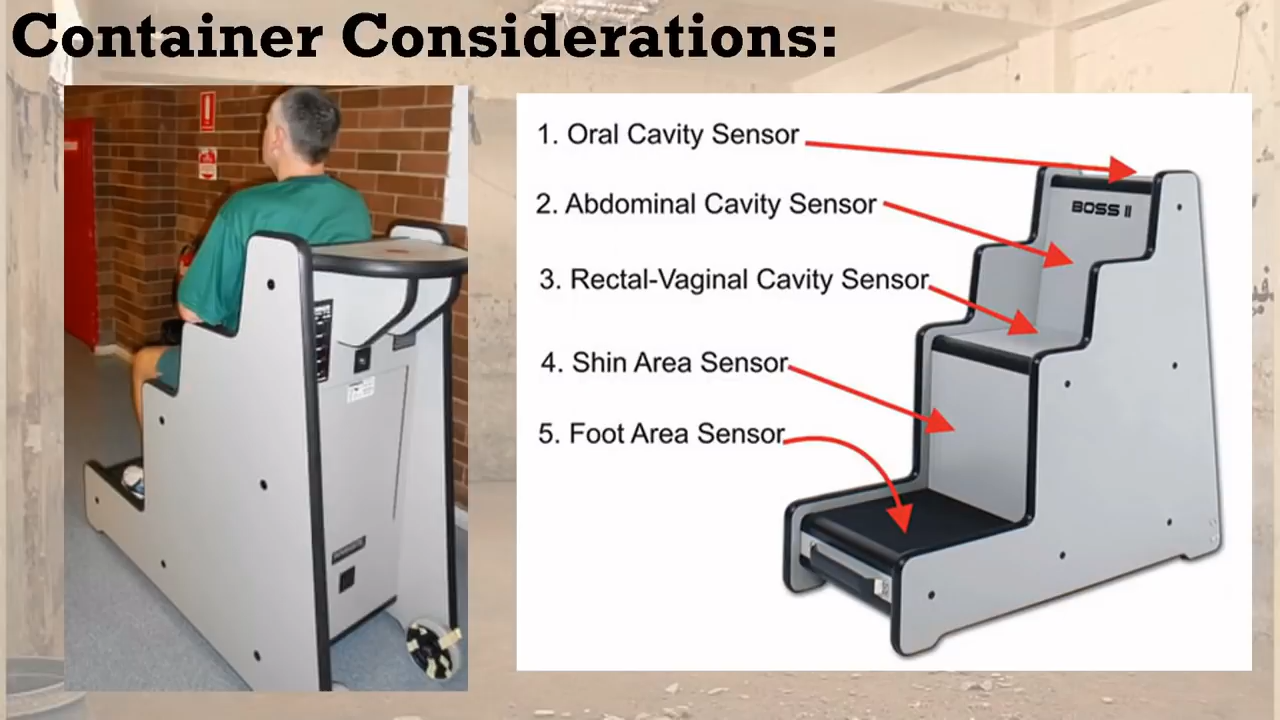 Container Considerations:
1. Oral Cavity Sensor
2. Abdominal Cavity Sensor
BOSS II
3. Rectal-Vaginal Cavity Sensor
4. Shin Area Sensor
5. Foot Area Sensor